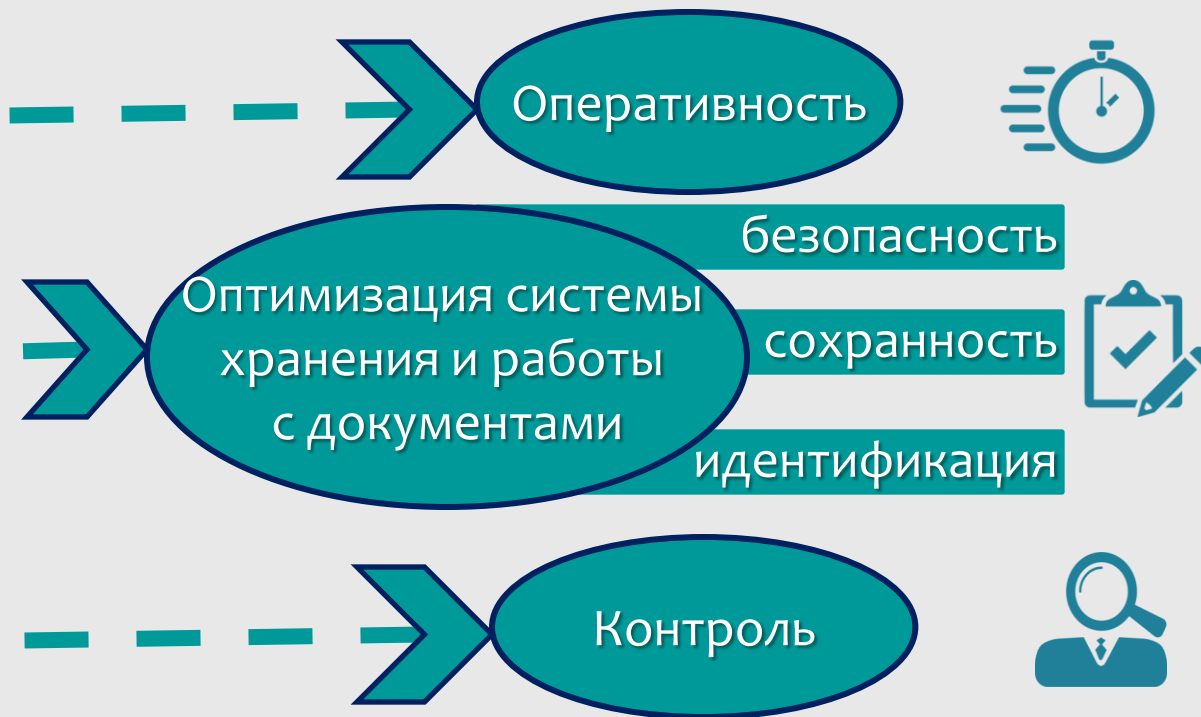 Оперативность
безопасность
Оптимизация системы
хранения и работы
с документами
сохранность
идентификация
Контроль